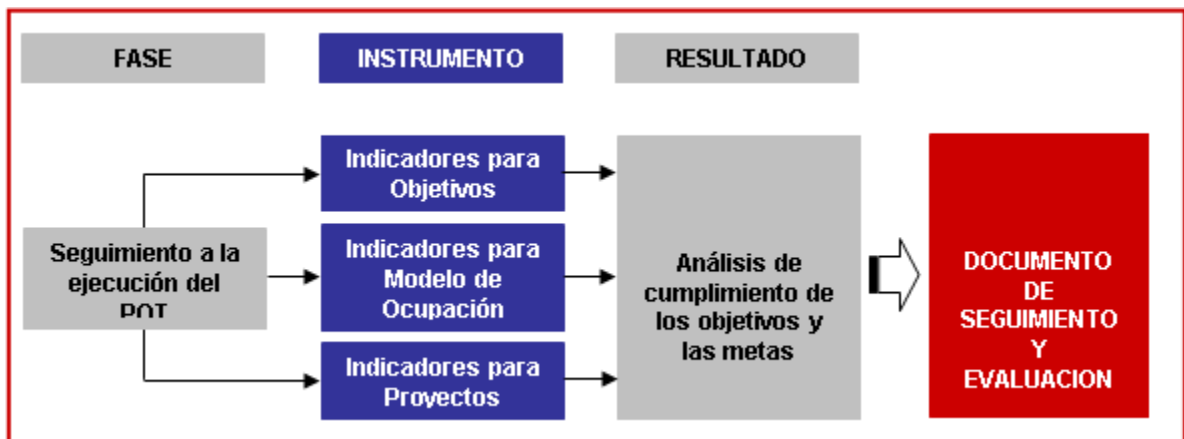 FASE
INSTRUMENTO
RESULTADO
Seguimiento a la
ejecución del
POT
Indicadores para
Objetivos
Indicadores para
Modelo de
Ocupación
Indicadores para
Proyectos
Análisis de
cumplimiento de
los objetivos y
las metas
DOCUMENTO
DE
SEGUIMIENTO
Y
EVALUACION